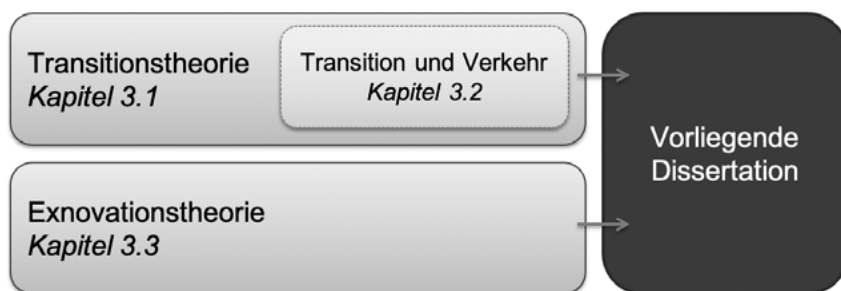 Transitionstheorie
Kapitel 3.1
Transition und Verkehr
Kapitel 3.2
Exnovationstheorie
Kapitel 3.3
Vorliegende
Dissertation